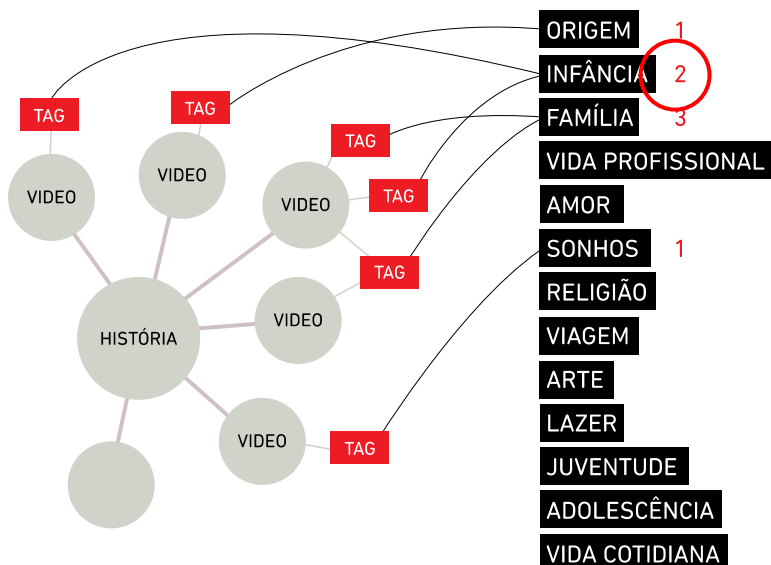 ORIGEM 1
INFÂNCIA 2
FAMÍLIA 3
VIDA PROFISSIONAL
AMOR
SONHOS 1
RELIGIÃO
VIAGEM
ARTE
LAZER
JUVENTUDE
ADOLESCÊNCIA
VIDA COTIDIANA
TAG
TAG
TAG
TAG
TAG
TAG
VIDEO
VIDEO
VIDEO
VIDEO
VIDEO
HISTÓRIA